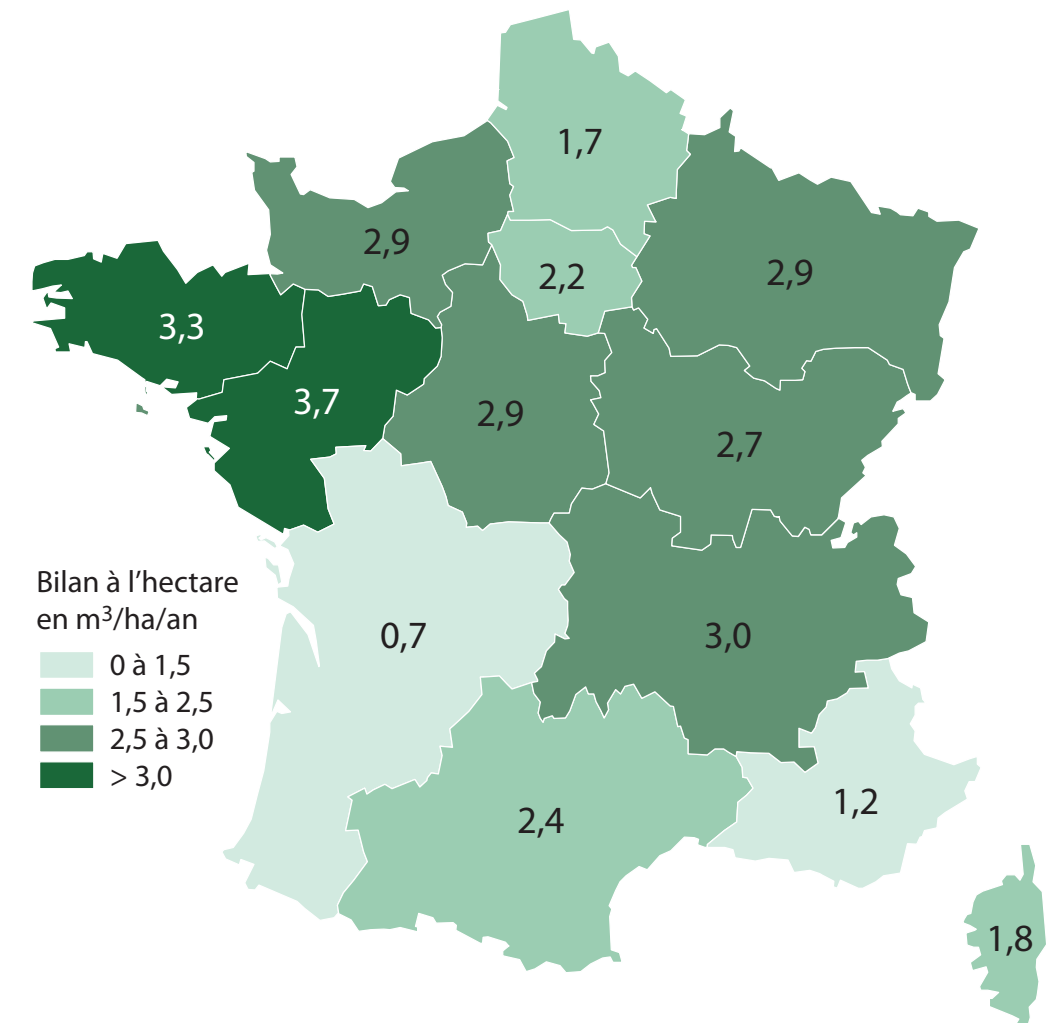 1,7
2,9
2,2
2,9
3,3
3,7
2,9
2,7
Bilan à l’hectare
en m³/ha/an
0 à 1,5
1,5 à 2,5
2,5 à 3,0
> 3,0
0,7
3,0
2,4
1,2
1,8